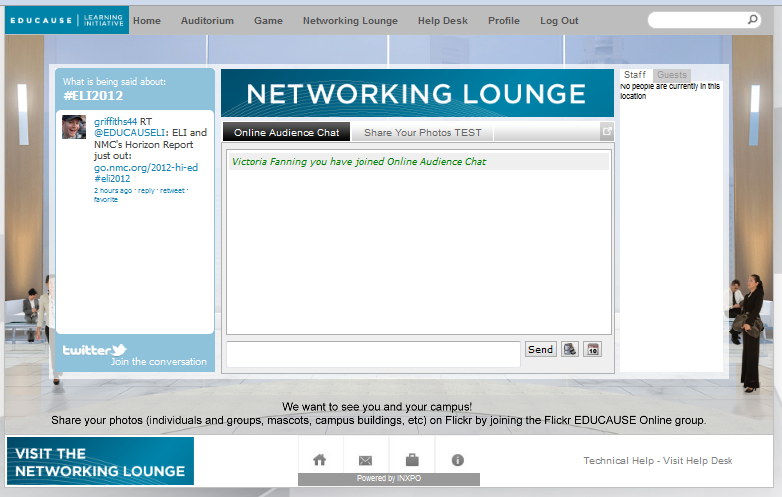 EDUCAUSE | LEARNING INITIATIVE
Home Auditorium Game Networking Lounge Help Desk Profile Log Out
What is being said about:
#ELI2012
griffiths44 RT
@EDUCAUSELI: ELI and
NMC's Horizon Report
just out:
go.nmc.org/2012-hi-ed
#eli2012
2 hours ago · reply · retweet ·
favorite
twitter
Join the conversation
NETWORKING LOUNGE
Online Audience Chat Share Your Photos TEST
Victoria Fanning you have joined Online Audience Chat
Send
10
Staff Guests
No people are currently in this
location
We want to see you and your campus!
Share your photos (individuals and groups, mascots, campus buildings, etc) on Flickr by joining the Flickr EDUCAUSE Online group.
VISIT THE
NETWORKING LOUNGE
Powered by INXPO
Technical Help - Visit Help Desk